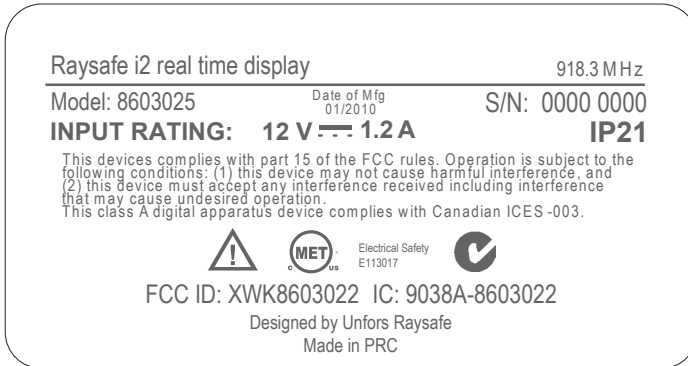 Raysafe i2 real time display 918.3 MHz
Model: 8603025 Date of Mfg 01/2010 S/N: 0000 0000
INPUT RATING: 12 V 1.2 A IP21
This devices complies with part 15 of the FCC rules. Operation is subject to the
following conditions: (1) this device may not cause harmful interference, and
(2) this device must accept any interference received including interference
that may cause undesired operation.
This class A digital apparatus device complies with Canadian ICES -003.
! c MET us Electrical Safety
E113017
FCC ID: XWK8603022 IC: 9038A-8603022
Designed by Unfors Raysafe
Made in PRC